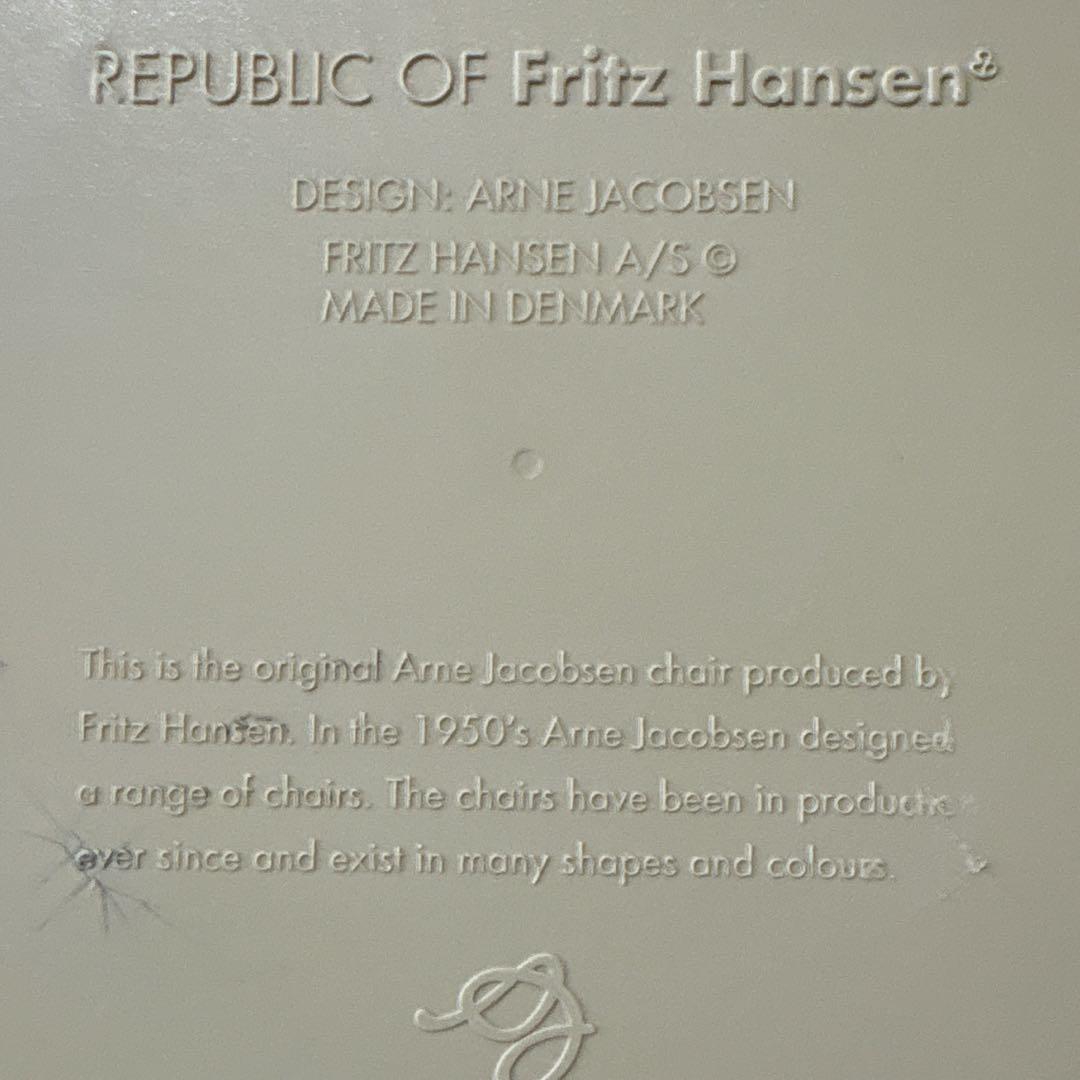 REPUBLIC OF Fritz Hansen&
DESIGN: ARNE JACOBSEN
FRITZ HANSEN A/S ©
MADE IN DENMARK
This is the original Arne Jacobsen chair produced by
Fritz Hansen. In the 1950's Arne Jacobsen designed
a range of chairs. The chairs have been in
ever since and exist in many shapes and colours.